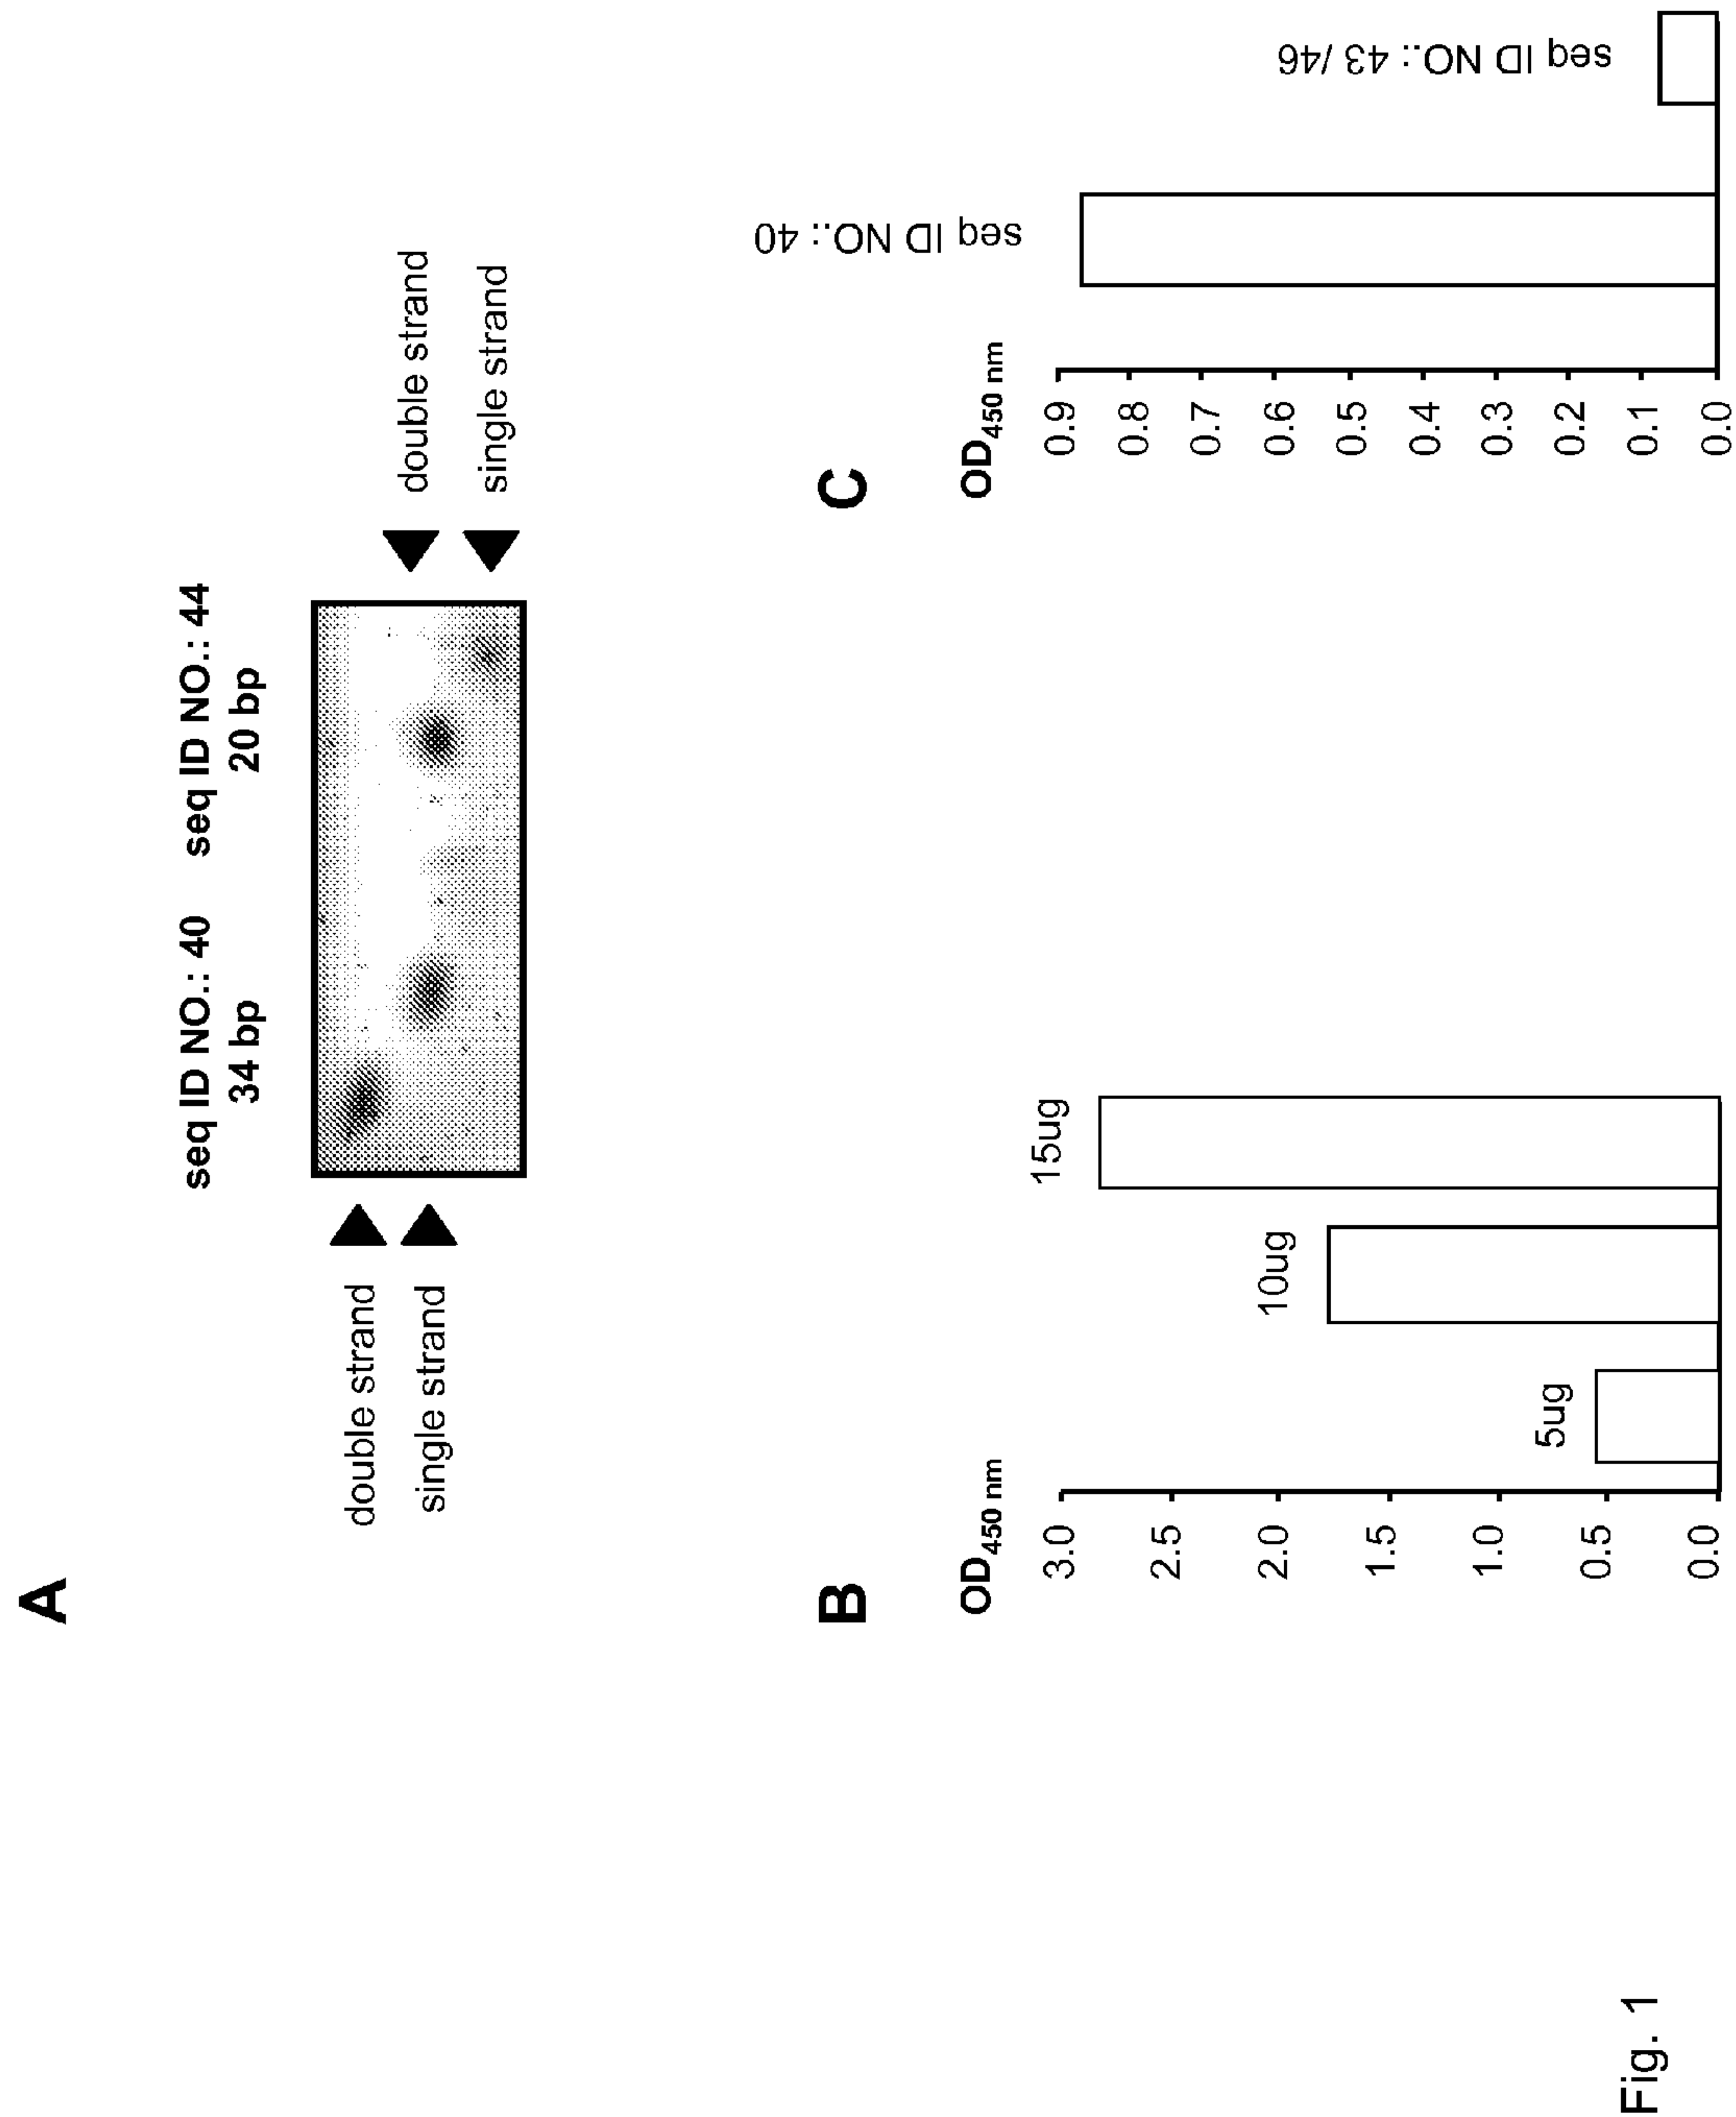 A
seq ID NO.: 40
seq ID NO.: 44
34 bp
20 bp
double strand
single strand
double strand
single strand
B
OD450 nm
3.0
2.5
2.0
1.5
1.0
0.5
0.0
5ug
10ug
15ug
C
OD450 nm
0.9
0.8
0.7
0.6
0.5
0.4
0.3
0.2
0.1
0.0
seq ID NO.: 40
seq ID NO.: 43 /46
Fig. 1